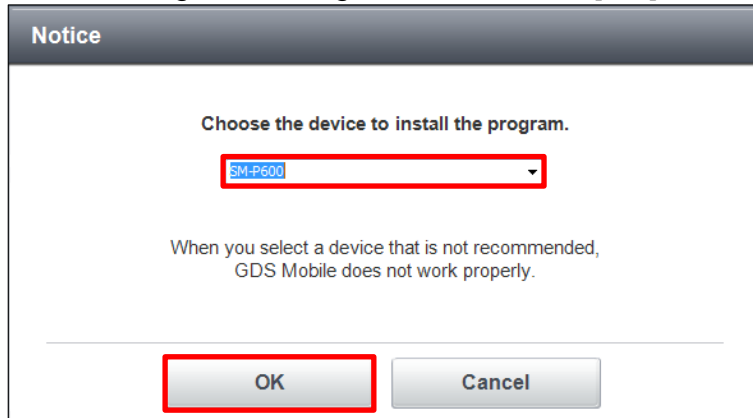 Notice
Choose the device to install the program.
SM-P600
When you select a device that is not recommended,
GDS Mobile does not work properly.
OK
Cancel